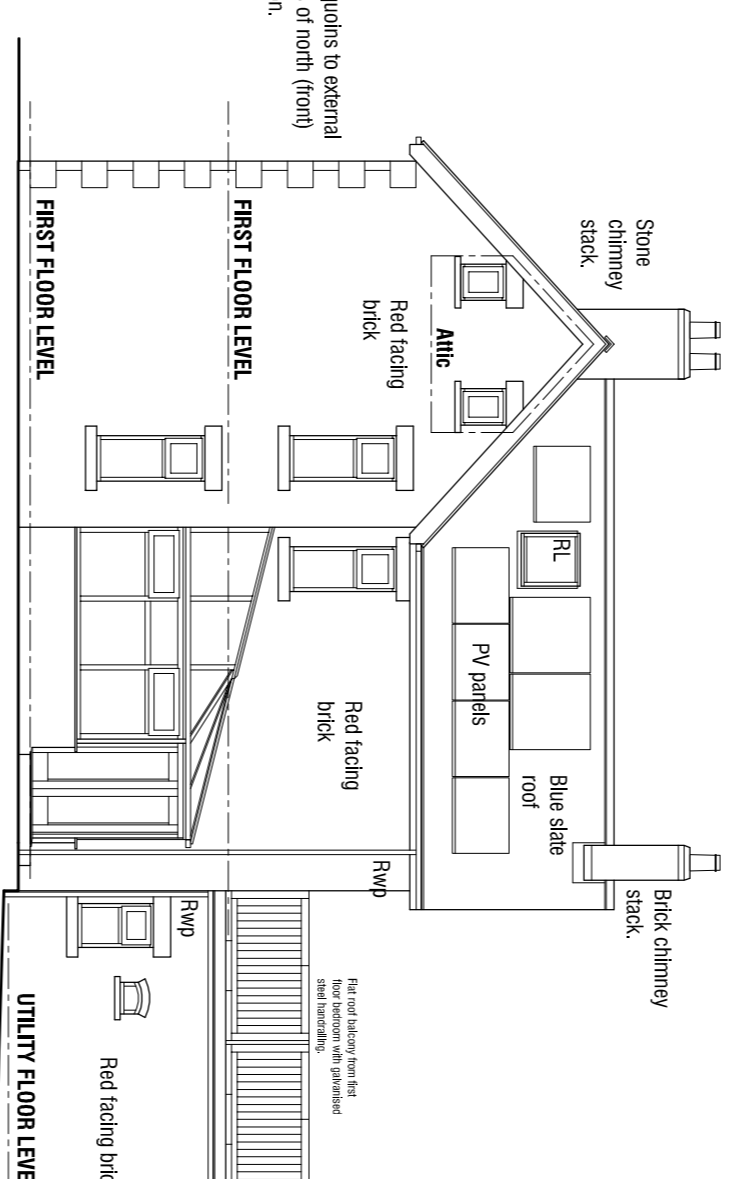 quoins to external
of north (front)
on.
Stone
chimney
stack.
Attic
Red facing
brick
FIRST FLOOR LEVEL
FIRST FLOOR LEVEL
RL
PV panels
Blue slate
roof
Brick chimney
stack.
Red facing
brick
Rwp
Rwp
Flat roof balcony from first
floor bedroom with galvanised
steel handrailing.
Red facing bric
UTILITY FLOOR LEVE